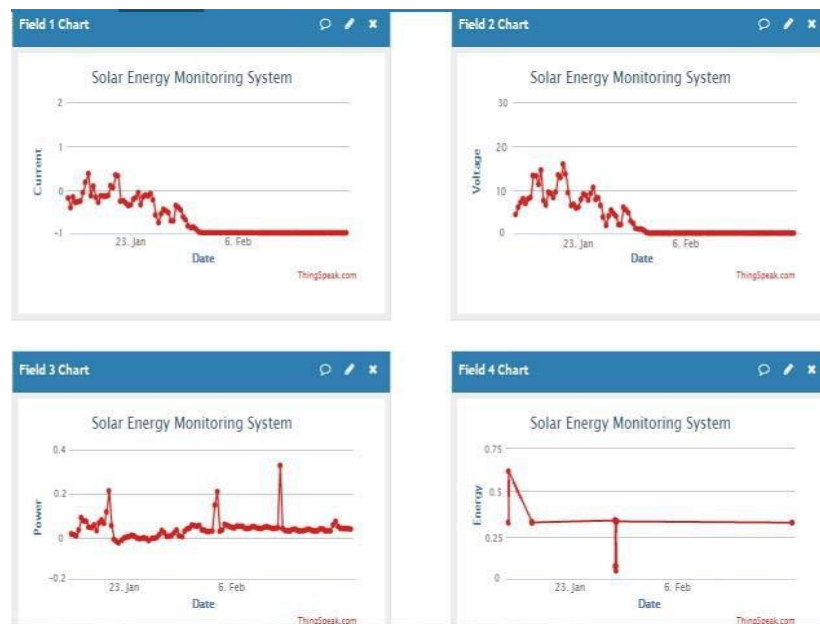 Field 1 Chart
Solar Energy Monitoring System
2
1
0
-1
Current
23. Jan
6. Feb
Date
ThingSpeak.com
Field 2 Chart
Solar Energy Monitoring System
30
20
10
0
Voltage
23. Jan
6. Feb
Date
ThingSpeak.com
Field 3 Chart
Solar Energy Monitoring System
0.4
0.2
0
-0.2
Power
23. Jan
6. Feb
Date
ThingSpeak.com
Field 4 Chart
Solar Energy Monitoring System
0.75
0.5
0.25
0
Energy
23. Jan
6. Feb
Date
ThingSpeak.com